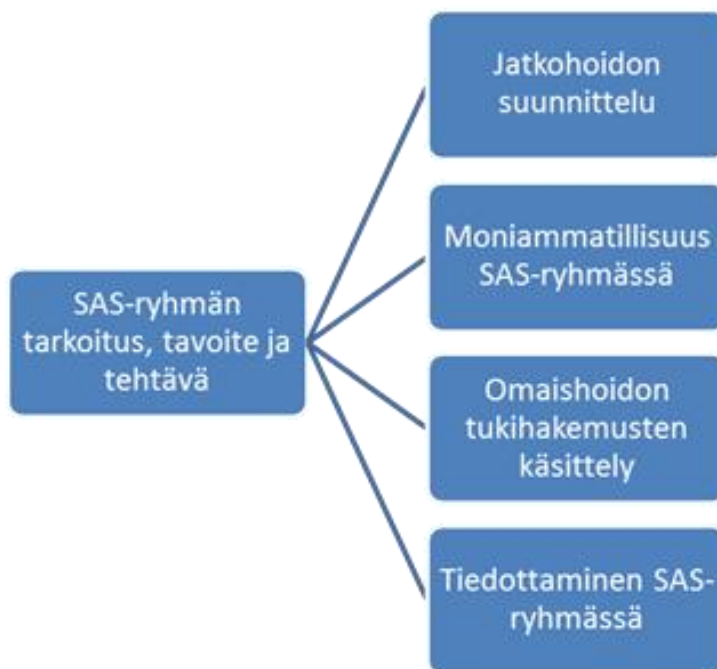 SAS-ryhmän
tarkoitus, tavoite ja
tehtävä
Jatkohoidon
suunnittelu
Moniammatillisuus
SAS-ryhmässä
Omaishoidon
tukihakemusten
käsittely
Tiedottaminen SAS-
ryhmässä